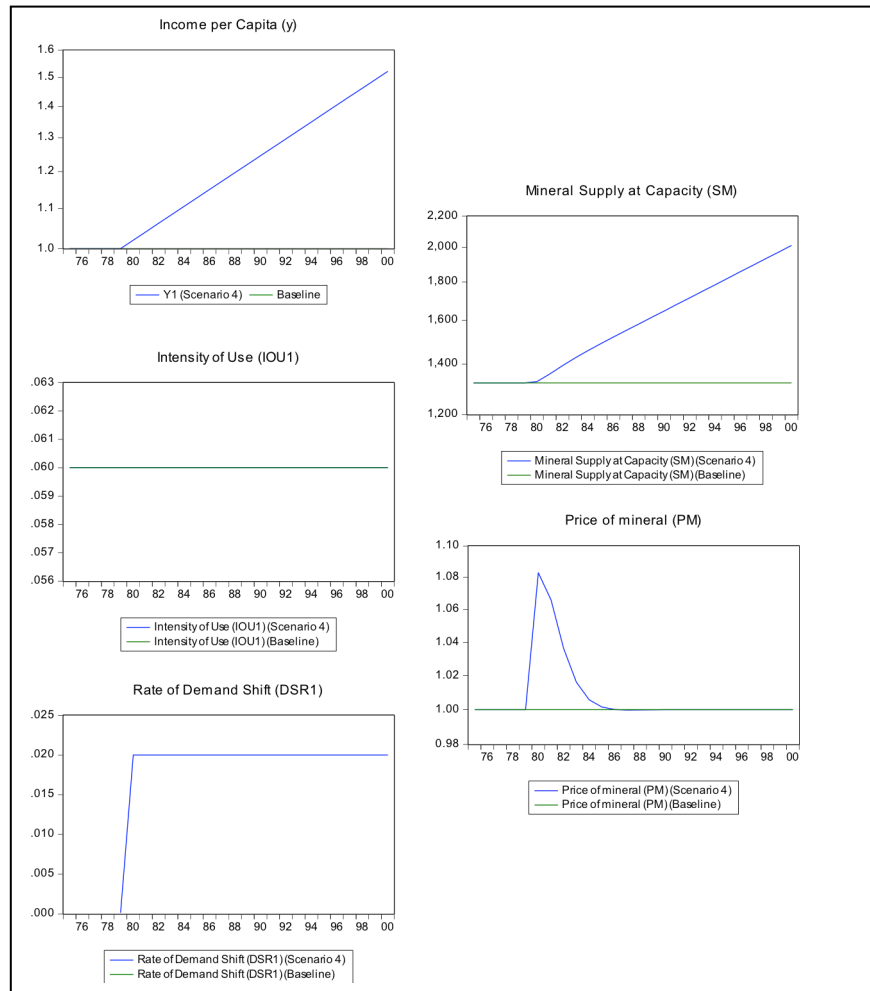 Income per Capita (y)
1.6
1.5
1.4
1.3
1.2
1.1
1.0
76 78 80 82 84 86 88 90 92 94 96 98 00
Y1 (Scenario 4) Baseline
Intensity of Use (IOU1)
.063
.062
.061
.060
.059
.058
.057
.056
76 78 80 82 84 86 88 90 92 94 96 98 00
Intensity of Use (IOU1) (Scenario 4)
Intensity of Use (IOU1) (Baseline)
Rate of Demand Shift (DSR1)
.025
.020
.015
.010
.005
.000
76 78 80 82 84 86 88 90 92 94 96 98 00
Rate of Demand Shift (DSR1) (Scenario 4)
Rate of Demand Shift (DSR1) (Baseline)
Mineral Supply at Capacity (SM)
2,200
2,000
1,800
1,600
1,400
1,200
76 78 80 82 84 86 88 90 92 94 96 98 00
Mineral Supply at Capacity (SM) (Scenario 4)
Mineral Supply at Capacity (SM) (Baseline)
Price of mineral (PM)
1.10
1.08
1.06
1.04
1.02
1.00
0.98
76 78 80 82 84 86 88 90 92 94 96 98 00
Price of mineral (PM) (Scenario 4)
Price of mineral (PM) (Baseline)